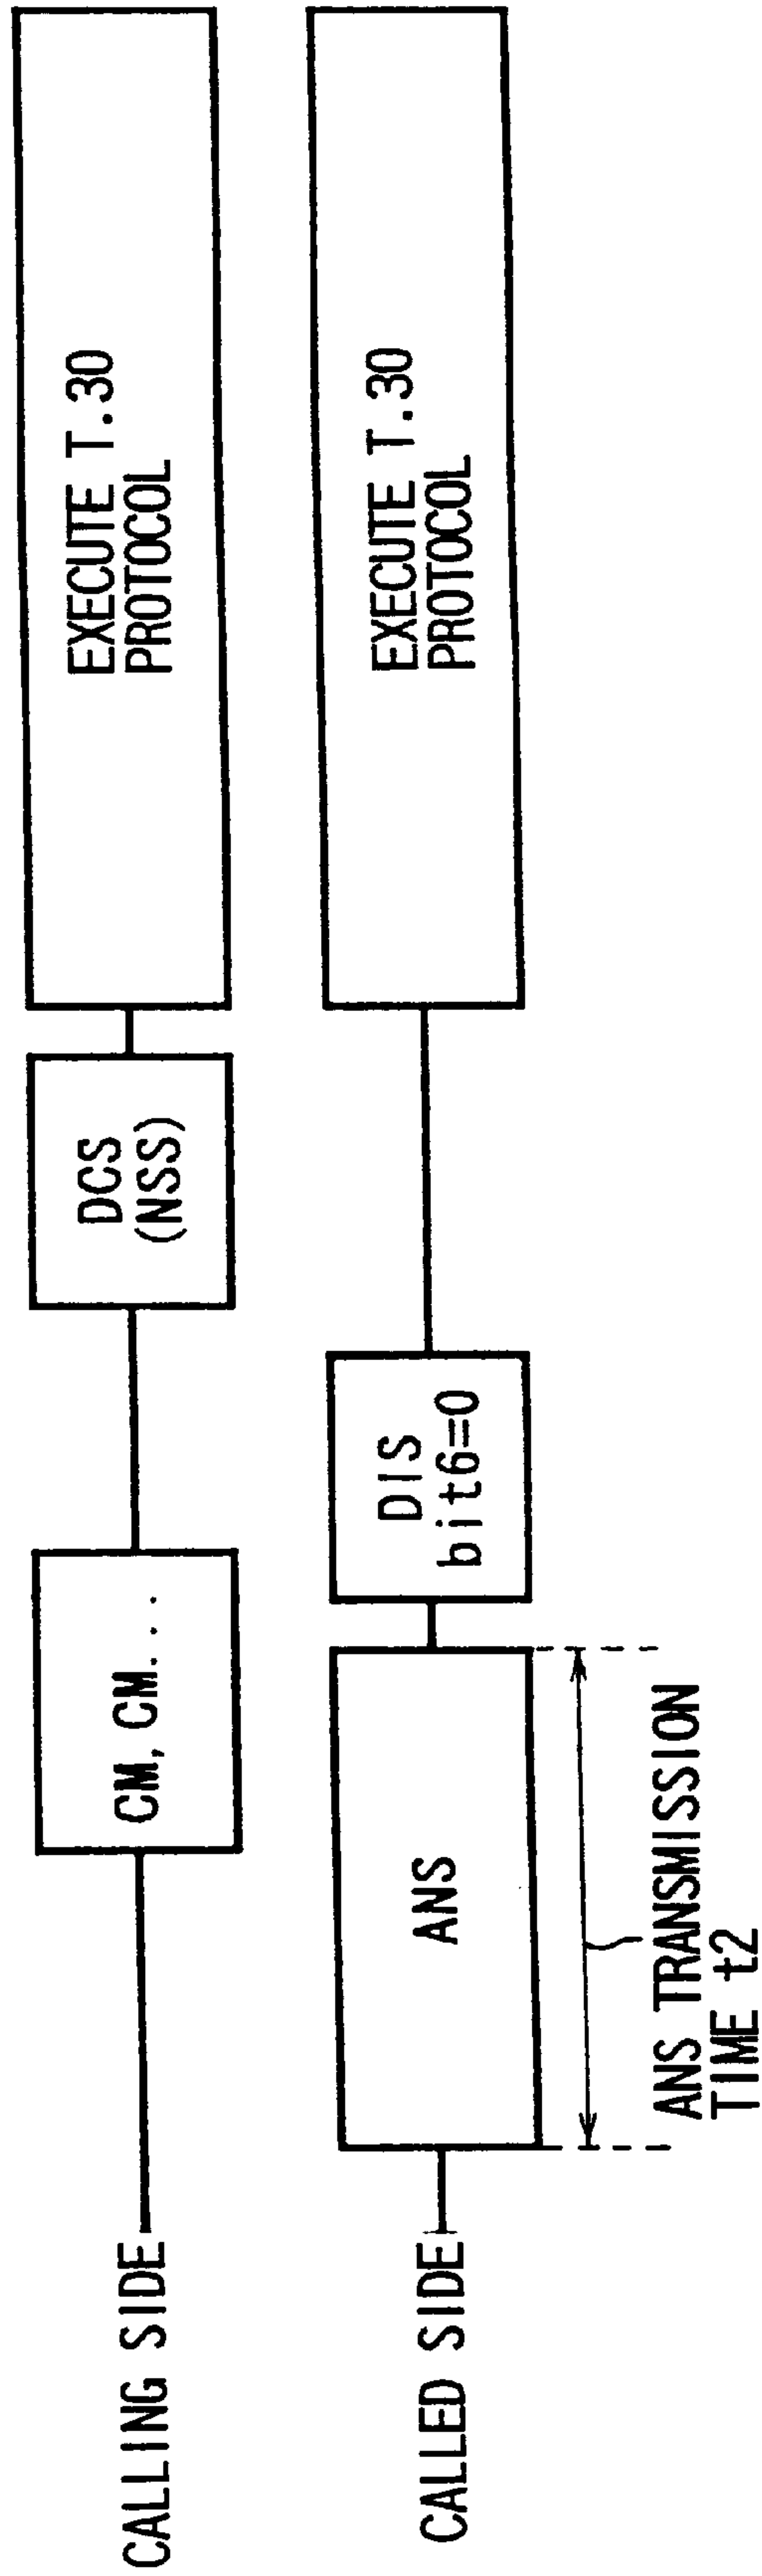 CALLING SIDE
CM, CM...
DCS
(NSS)
EXECUTE T.30
PROTOCOL
CALLED SIDE
ANS
DIS
bit6=0
EXECUTE T.30
PROTOCOL
ANS TRANSMISSION
TIME t2